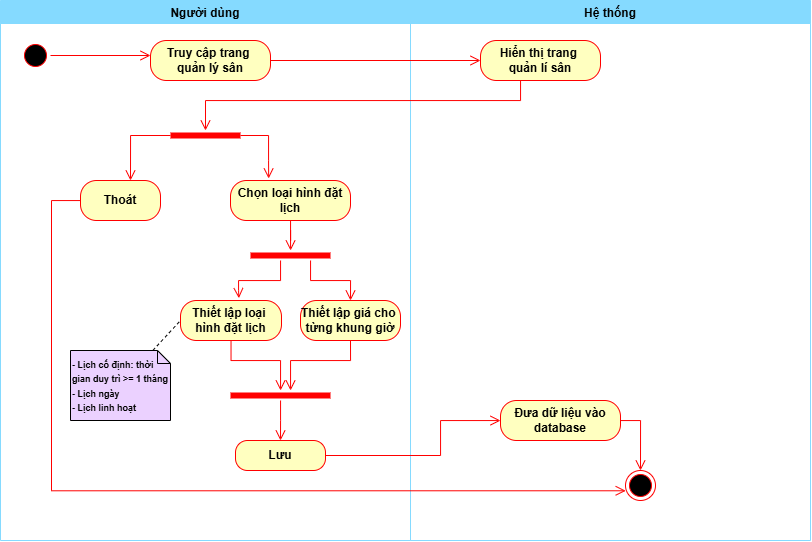 Người dùng
Hệ thống
Truy cập trang
quản lý sân
Hiển thị trang
quản lí sân
Thoát
Chọn loại hình đặt
lịch
Thiết lập loại
hình đặt lịch
Thiết lập giá cho
từng khung giờ
- Lịch cố định: thời
gian duy trì >= 1 tháng
- Lịch ngày
- Lịch linh hoạt
Lưu
Đưa dữ liệu vào
database